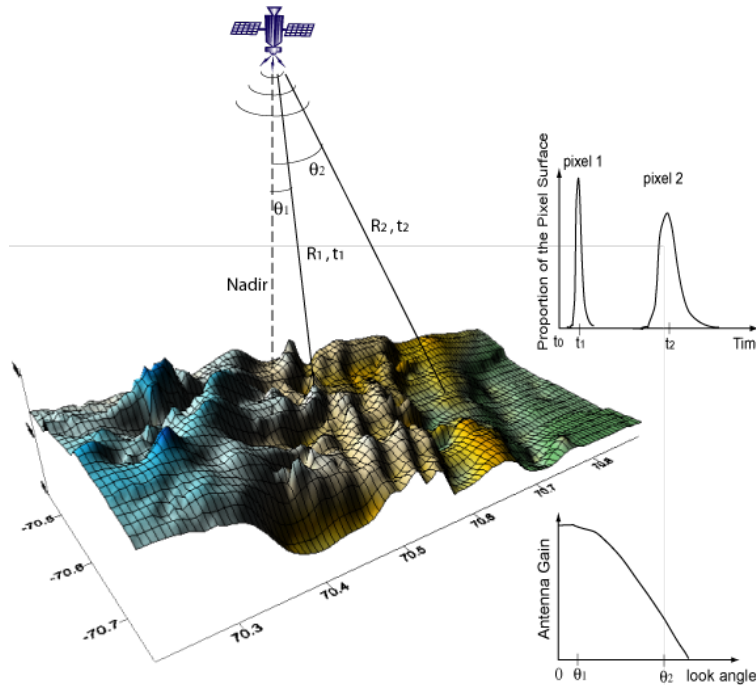 θ2
θ1
R2, t2
R1, t1
Nadir
Proportion of the Pixel Surface
pixel 1
pixel 2
t0
t1
t2
Tim
-70.5
-70.6
-70.7
70.3
70.4
70.5
70.6
70.7
70.8
Antenna Gain
0
θ1
θ2
look angle